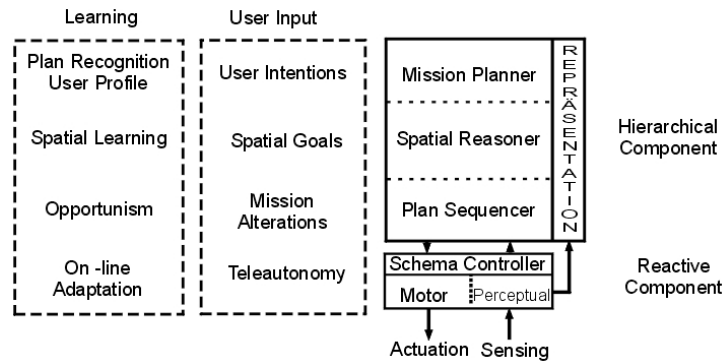 Learning
User Input
Plan Recognition
User Profile
Spatial Learning
Opportunism
On -line
Adaptation
User Intentions
Spatial Goals
Mission
Alterations
Teleautonomy
Mission Planner
Spatial Reasoner
Plan Sequencer
REPRÄSENTATION
Schema Controller
Motor
Perceptual
Actuation
Sensing
Hierarchical
Component
Reactive
Component